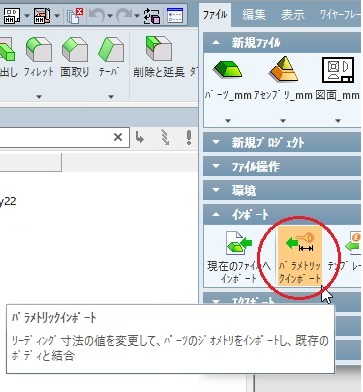 ファイル 編集 表示 ワイヤーフレー
新規ファイル
出し フィレット 面取り テーパ 削除と延長
パーツ_mm アセンブリ_mm 図面_mm
新規プロジェクト
ファイル操作
環境
y22
インポート
現在のファイルへ
インポート
パラメトリッ
クインポート
テンプレー
エクスポート
パラメトリックインポート
リーディング寸法の値を変更して、パーツのジオメトリをインポートし、既存の
ボディと結合